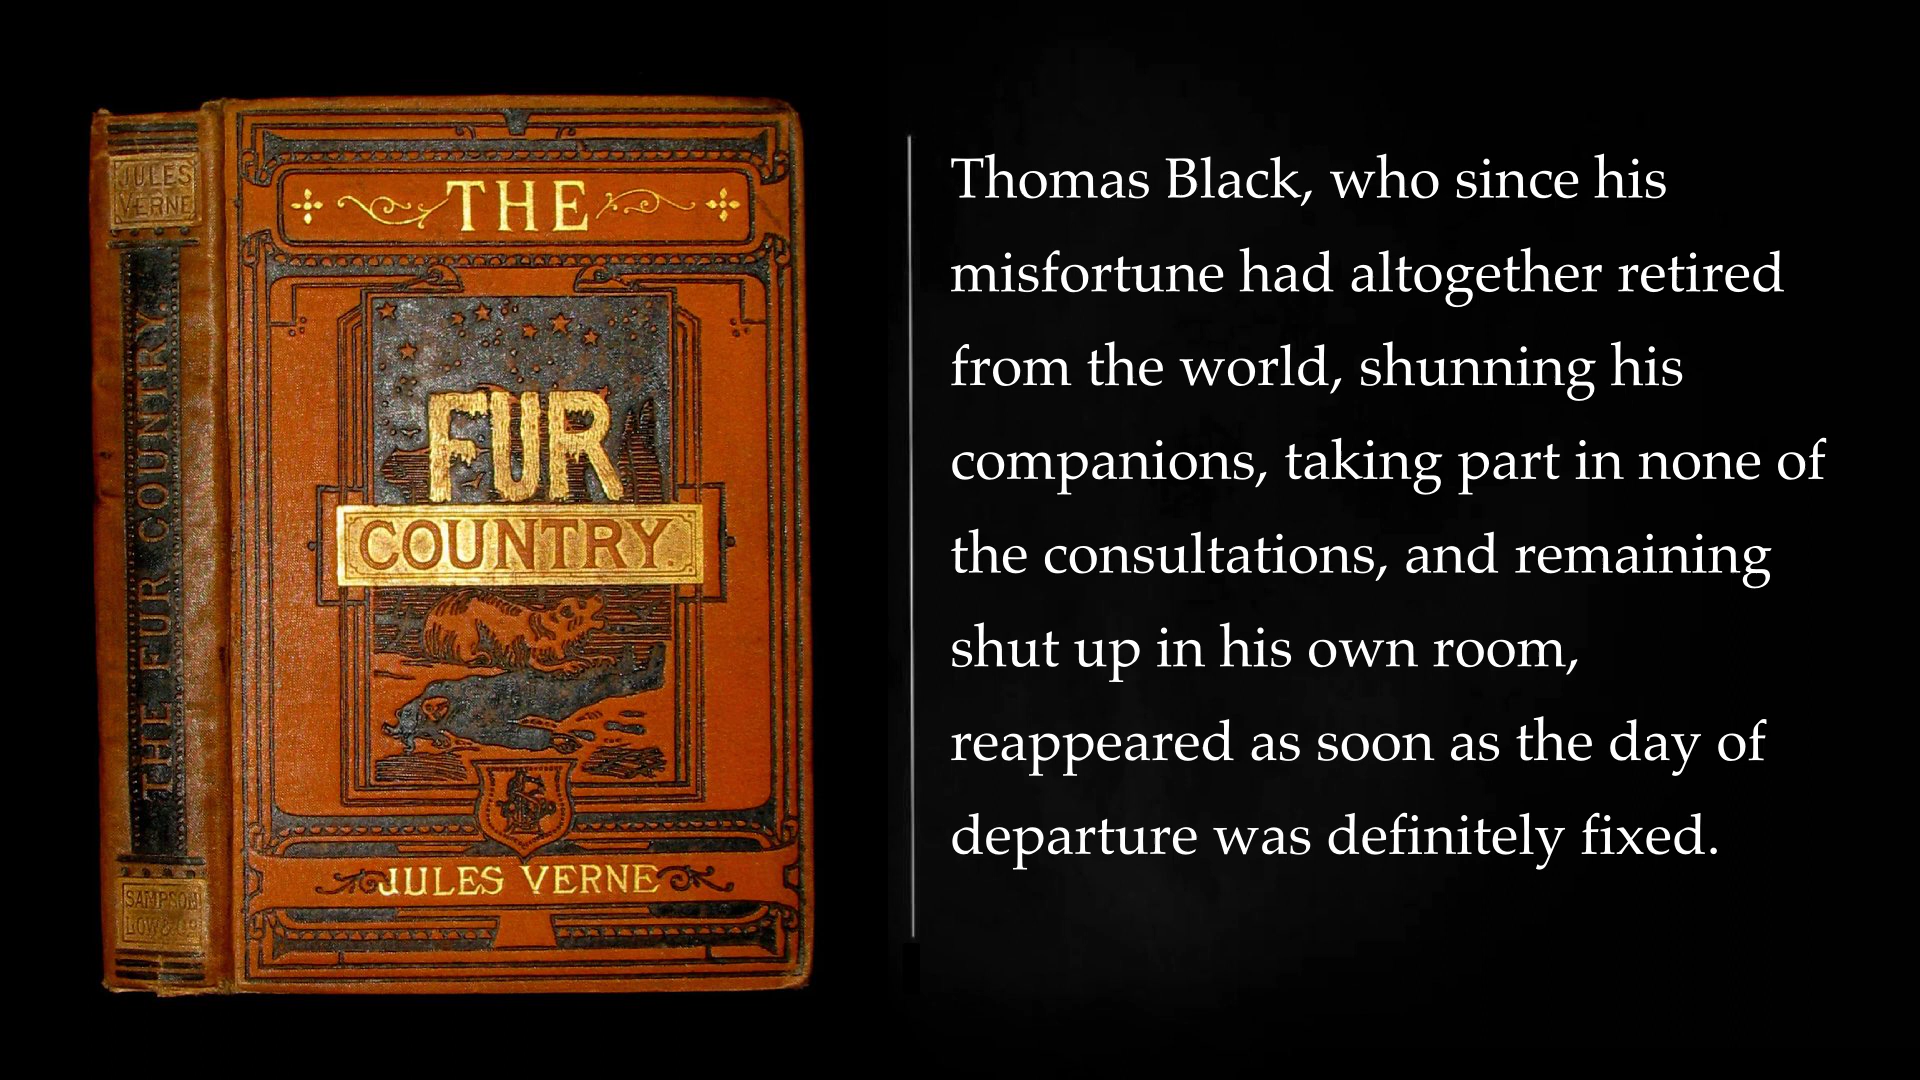 JULES
VERNE
THE FUR COUNTRY.
SAMPSON
LOW & Co
THE
FUR
COUNTRY.
JULES VERNE
Thomas Black, who since his
misfortune had altogether retired
from the world, shunning his
companions, taking part in none of
the consultations, and remaining
shut up in his own room,
reappeared as soon as the day of
departure was definitely fixed.